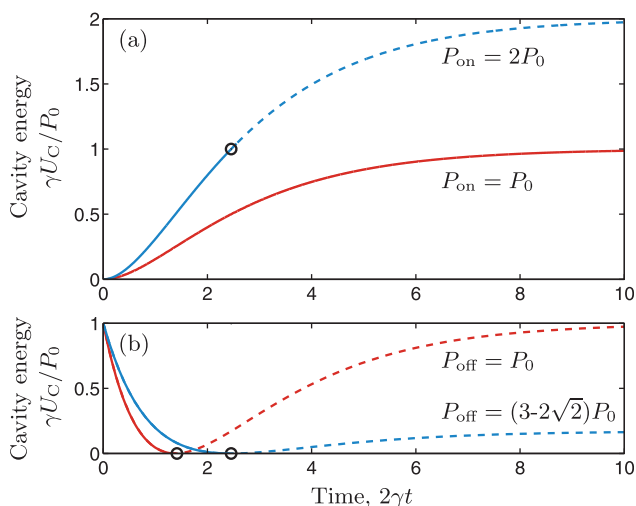 2
(a)
P_on = 2P_0
1.5
Cavity energy
γU_C/P_0
1
P_on = P_0
0.5
0
0 2 4 6 8 10
1
(b)
P_off = P_0
Cavity energy
γU_C/P_0
0.5
P_off = (3-2√2)P_0
0
0 2 4 6 8 10
Time, 2γt